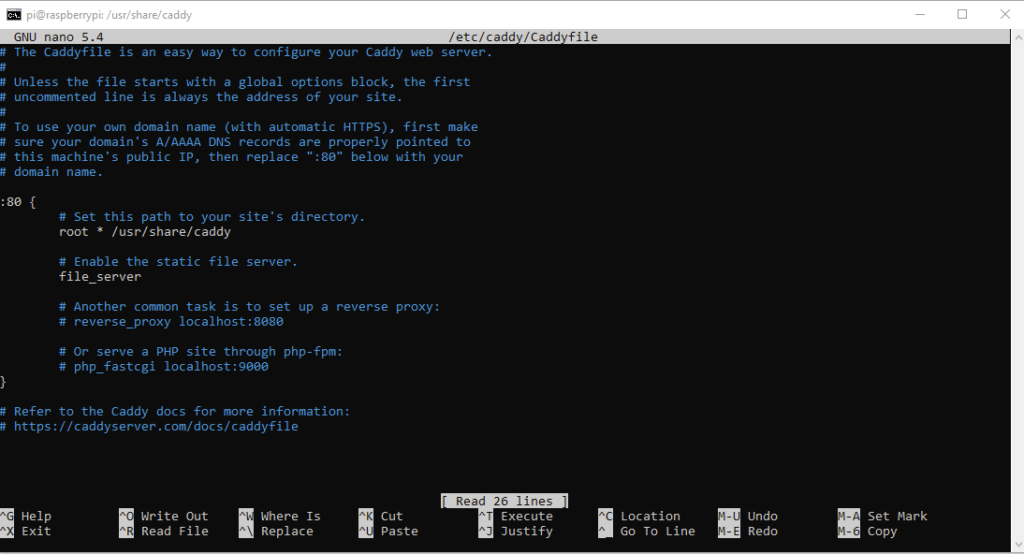 pi@raspberrypi: /usr/share/caddy
GNU nano 5.4 /etc/caddy/Caddyfile
# The Caddyfile is an easy way to configure your Caddy web server.
#
# Unless the file starts with a global options block, the first
# uncommented line is always the address of your site.
#
# To use your own domain name (with automatic HTTPS), first make
# sure your domain's A/AAAA DNS records are properly pointed to
# this machine's public IP, then replace ":80" below with your
# domain name.
:80 {
# Set this path to your site's directory.
root * /usr/share/caddy
# Enable the static file server.
file_server
# Another common task is to set up a reverse proxy:
# reverse_proxy localhost:8080
# Or serve a PHP site through php-fpm:
# php_fastcgi localhost:9000
}
# Refer to the Caddy docs for more information:
# https://caddyserver.com/docs/caddyfile
[ Read 26 lines ]
^G Help ^O Write Out ^W Where Is ^K Cut ^T Execute ^C Location M-U Undo M-A Set Mark
^X Exit ^R Read File ^\ Replace ^U Paste ^J Justify ^_ Go To Line M-E Redo M-6 Copy